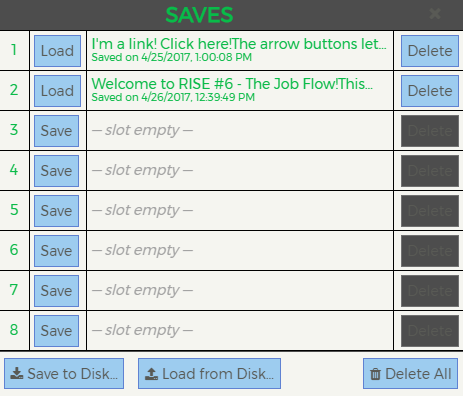 SAVES
1 Load I'm a link! Click here!The arrow buttons let… Delete
Saved on 4/25/2017, 1:00:08 PM
2 Load Welcome to RISE #6 - The Job Flow!This… Delete
Saved on 4/26/2017, 12:39:49 PM
3 Save — slot empty — Delete
4 Save — slot empty — Delete
5 Save — slot empty — Delete
6 Save — slot empty — Delete
7 Save — slot empty — Delete
8 Save — slot empty — Delete
Save to Disk… Load from Disk… Delete All